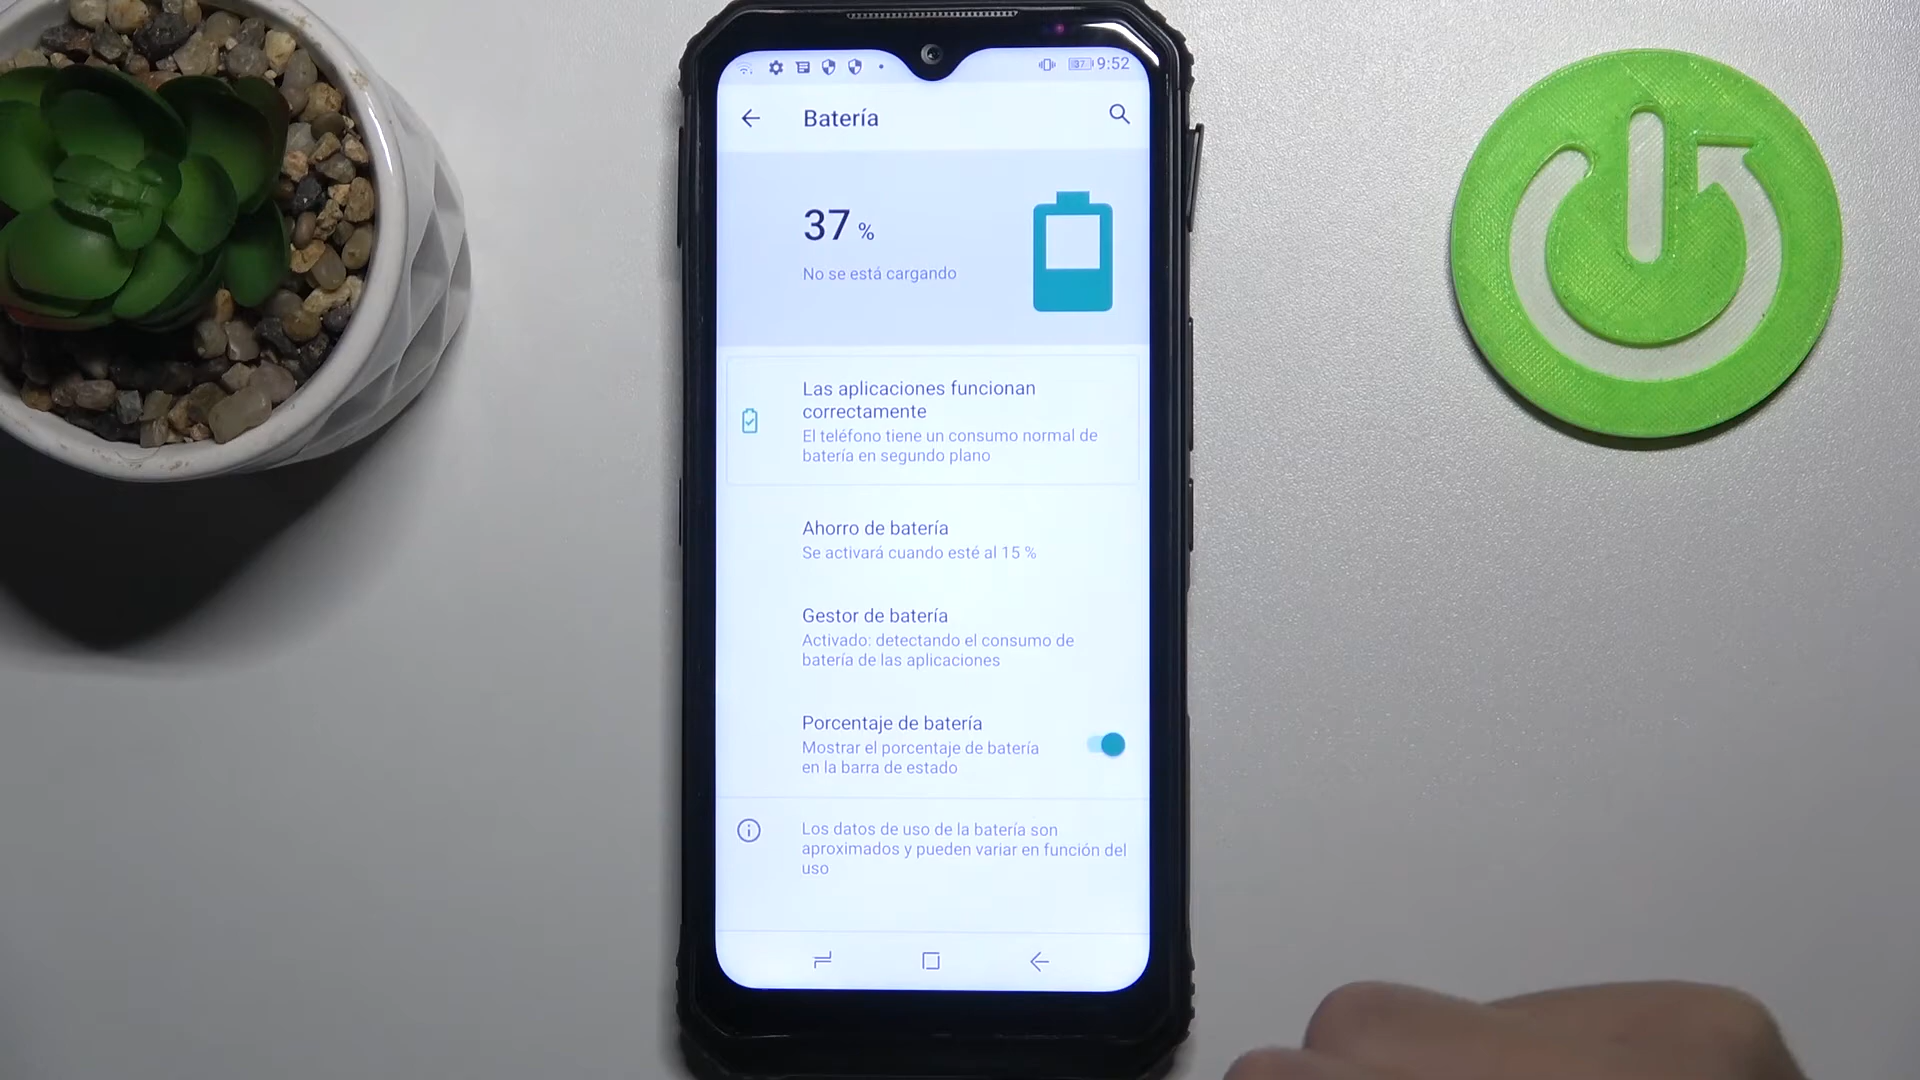 37 9:52
Batería
37 %
No se está cargando
Las aplicaciones funcionan
correctamente
El teléfono tiene un consumo normal de
batería en segundo plano
Ahorro de batería
Se activará cuando esté al 15 %
Gestor de batería
Activado: detectando el consumo de
batería de las aplicaciones
Porcentaje de batería
Mostrar el porcentaje de batería
en la barra de estado
Los datos de uso de la batería son
aproximados y pueden variar en función del
uso